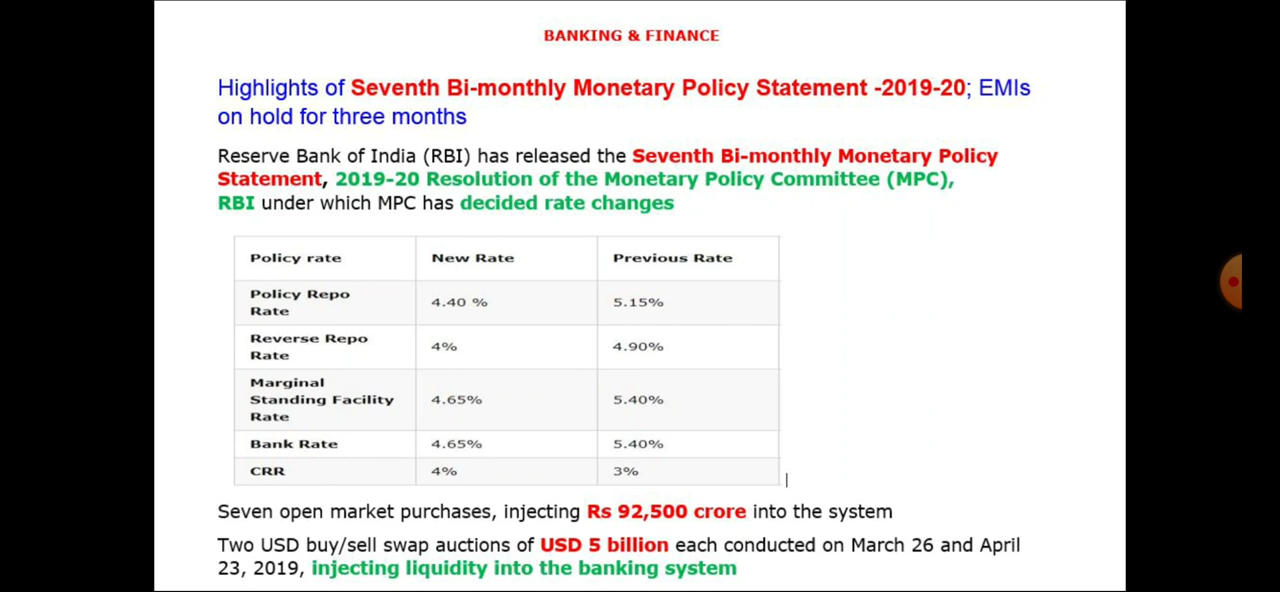 BANKING & FINANCE
Highlights of Seventh Bi-monthly Monetary Policy Statement -2019-20; EMIs
on hold for three months
Reserve Bank of India (RBI) has released the Seventh Bi-monthly Monetary Policy
Statement, 2019-20 Resolution of the Monetary Policy Committee (MPC),
RBI under which MPC has decided rate changes
Policy rate New Rate Previous Rate
Policy Repo
Rate 4.40 % 5.15%
Reverse Repo
Rate 4% 4.90%
Marginal
Standing Facility 4.65% 5.40%
Rate
Bank Rate 4.65% 5.40%
CRR 4% 3%
Seven open market purchases, injecting Rs 92,500 crore into the system
Two USD buy/sell swap auctions of USD 5 billion each conducted on March 26 and April
23, 2019, injecting liquidity into the banking system